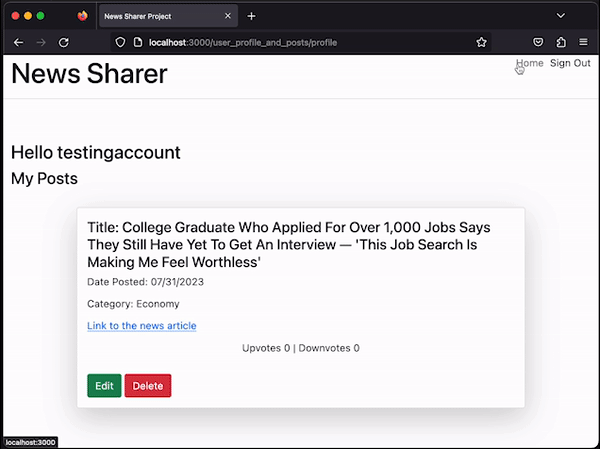 News Sharer Project
localhost:3000/user_profile_and_posts/profile
News Sharer
Home Sign Out
Hello testingaccount
My Posts
Title: College Graduate Who Applied For Over 1,000 Jobs Says
They Still Have Yet To Get An Interview — 'This Job Search Is
Making Me Feel Worthless'
Date Posted: 07/31/2023
Category: Economy
Link to the news article
Upvotes 0 | Downvotes 0
Edit Delete
localhost:3000